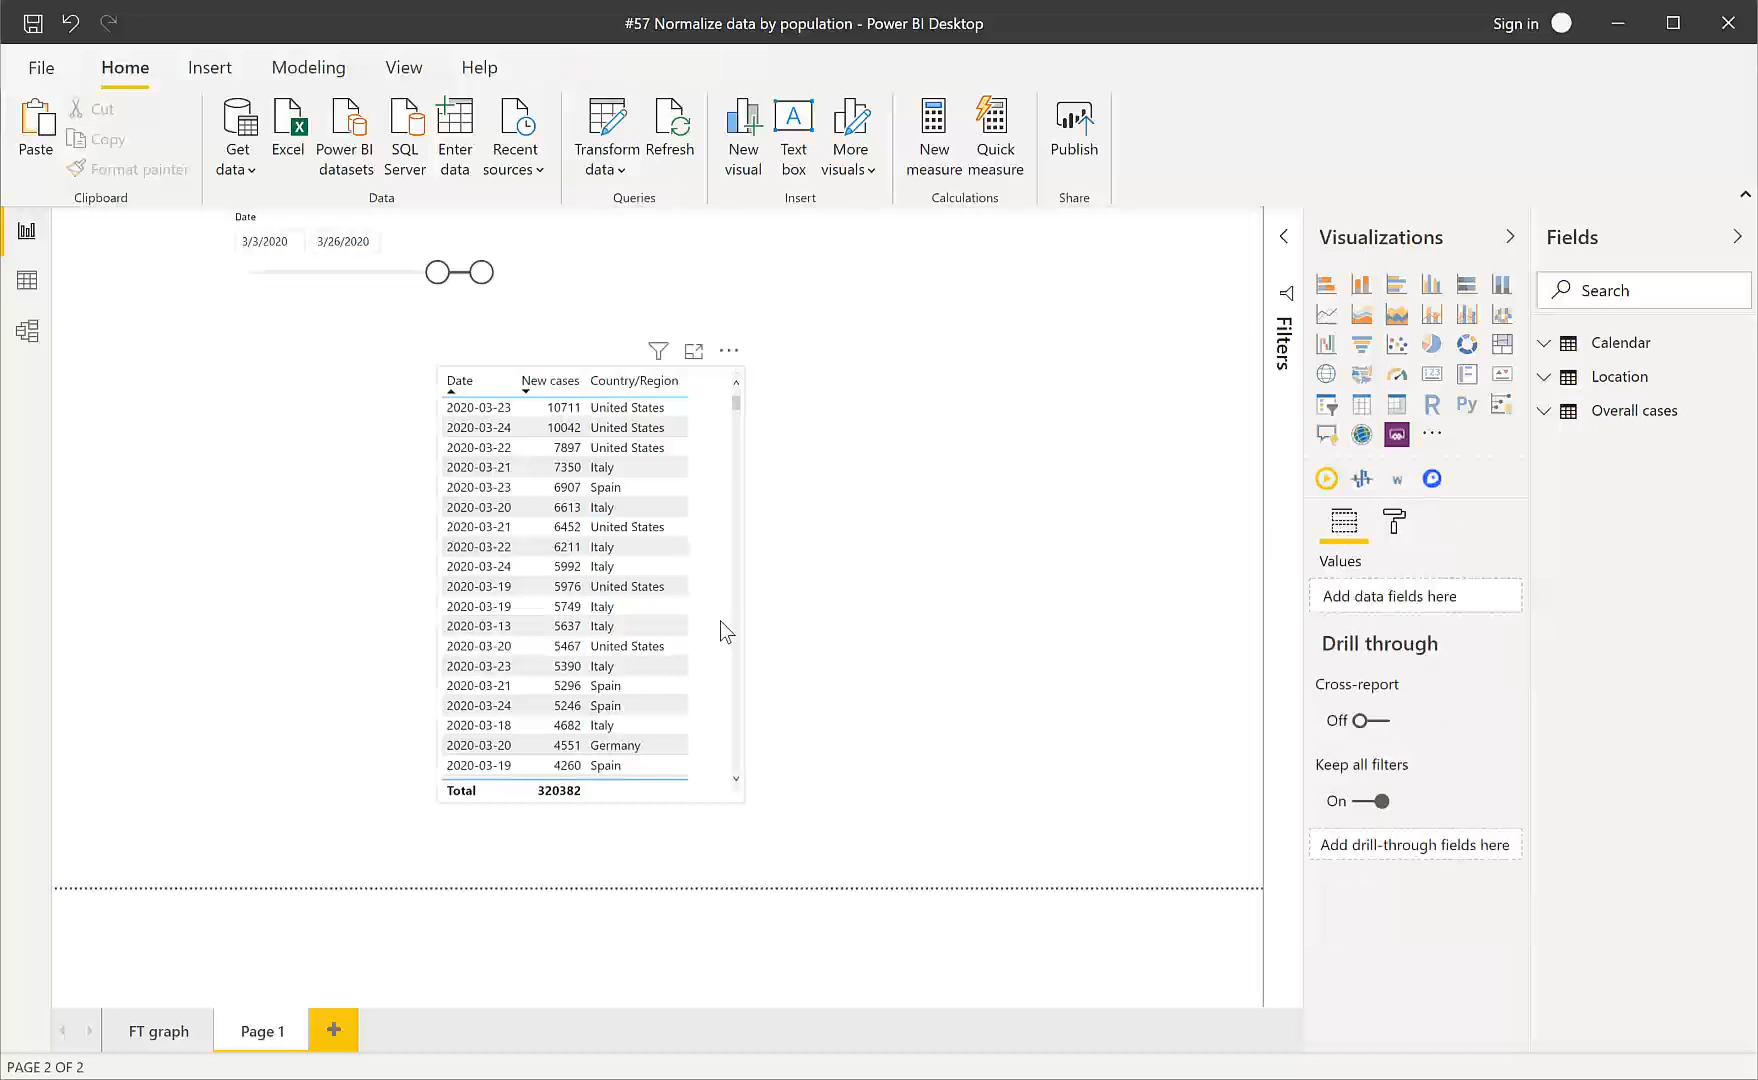 #57 Normalize data by population - Power BI Desktop
Sign in
File Home Insert Modeling View Help
Paste
Cut
Copy
Format painter
Clipboard
Get data
Excel
Power BI datasets
SQL Server
Enter data
Recent sources
Data
Transform data
Refresh
Queries
New visual
Text box
More visuals
Insert
New measure
Quick measure
Calculations
Publish
Share
Date
3/3/2020 3/26/2020
Date New cases Country/Region
2020-03-23 10711 United States
2020-03-24 10042 United States
2020-03-22 7897 United States
2020-03-21 7350 Italy
2020-03-23 6907 Spain
2020-03-20 6613 Italy
2020-03-21 6452 United States
2020-03-22 6211 Italy
2020-03-24 5992 Italy
2020-03-19 5976 United States
2020-03-19 5749 Italy
2020-03-13 5637 Italy
2020-03-20 5467 United States
2020-03-23 5390 Italy
2020-03-21 5296 Spain
2020-03-24 5246 Spain
2020-03-18 4682 Italy
2020-03-20 4551 Germany
2020-03-19 4260 Spain
Total 320382
Filters
Visualizations
R Py
123
W
Values
Add data fields here
Drill through
Cross-report
Off
Keep all filters
On
Add drill-through fields here
Fields
Search
Calendar
Location
Overall cases
FT graph
Page 1
PAGE 2 OF 2